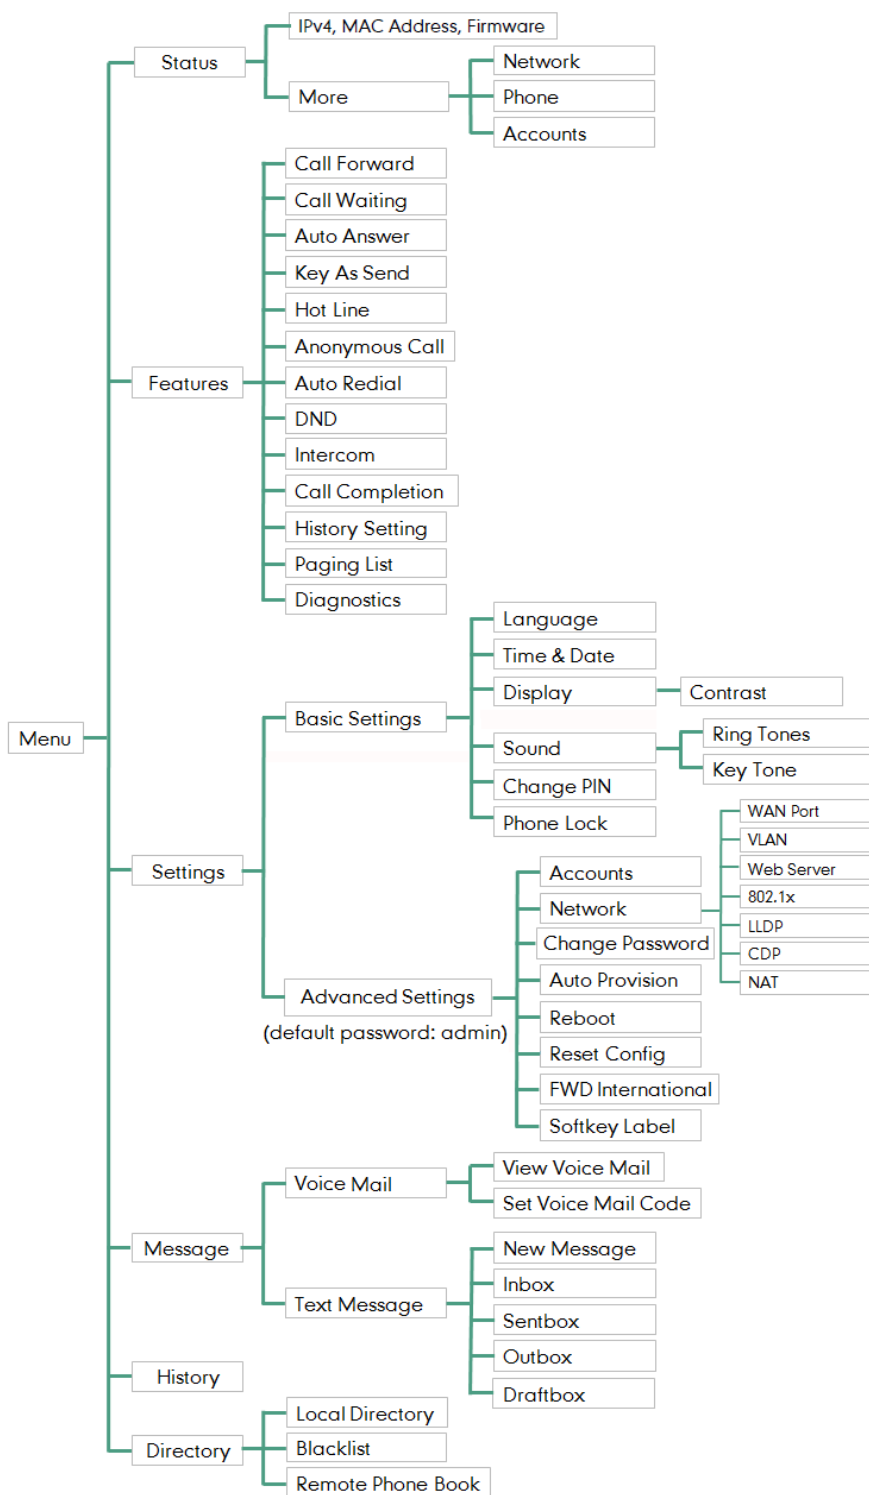 Menu
Status
IPv4, MAC Address, Firmware
More
Network
Phone
Accounts
Features
Call Forward
Call Waiting
Auto Answer
Key As Send
Hot Line
Anonymous Call
Auto Redial
DND
Intercom
Call Completion
History Setting
Paging List
Diagnostics
Settings
Basic Settings
Language
Time & Date
Display
Contrast
Sound
Ring Tones
Key Tone
Change PIN
Phone Lock
Advanced Settings
(default password: admin)
Accounts
Network
WAN Port
VLAN
Web Server
802.1x
LLDP
CDP
NAT
Change Password
Auto Provision
Reboot
Reset Config
FWD International
Softkey Label
Message
Voice Mail
View Voice Mail
Set Voice Mail Code
Text Message
New Message
Inbox
Sentbox
Outbox
Draftbox
History
Directory
Local Directory
Blacklist
Remote Phone Book